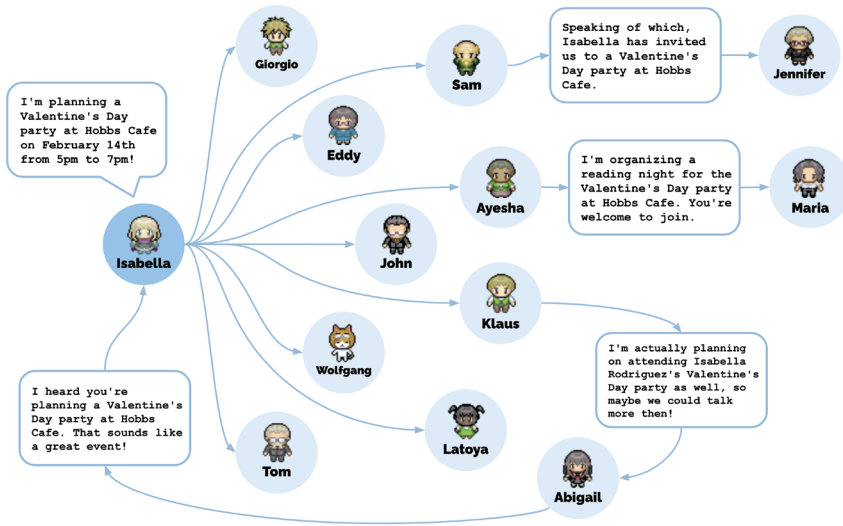 Giorgio
Sam
Speaking of which,
Isabella has invited
us to a Valentine's
Day party at Hobbs
Cafe.
Jennifer
I'm planning a
Valentine's Day
party at Hobbs Cafe
on February 14th
from 5pm to 7pm!
Eddy
Ayesha
I'm organizing a
reading night for the
Valentine's Day party
at Hobbs Cafe. You're
welcome to join.
Maria
Isabella
John
Klaus
Wolfgang
I'm actually planning
on attending Isabella
Rodriguez's Valentine's
Day party as well, so
maybe we could talk
more then!
I heard you're
planning a Valentine's
Day party at Hobbs
Cafe. That sounds like
a great event!
Tom
Latoya
Abigail